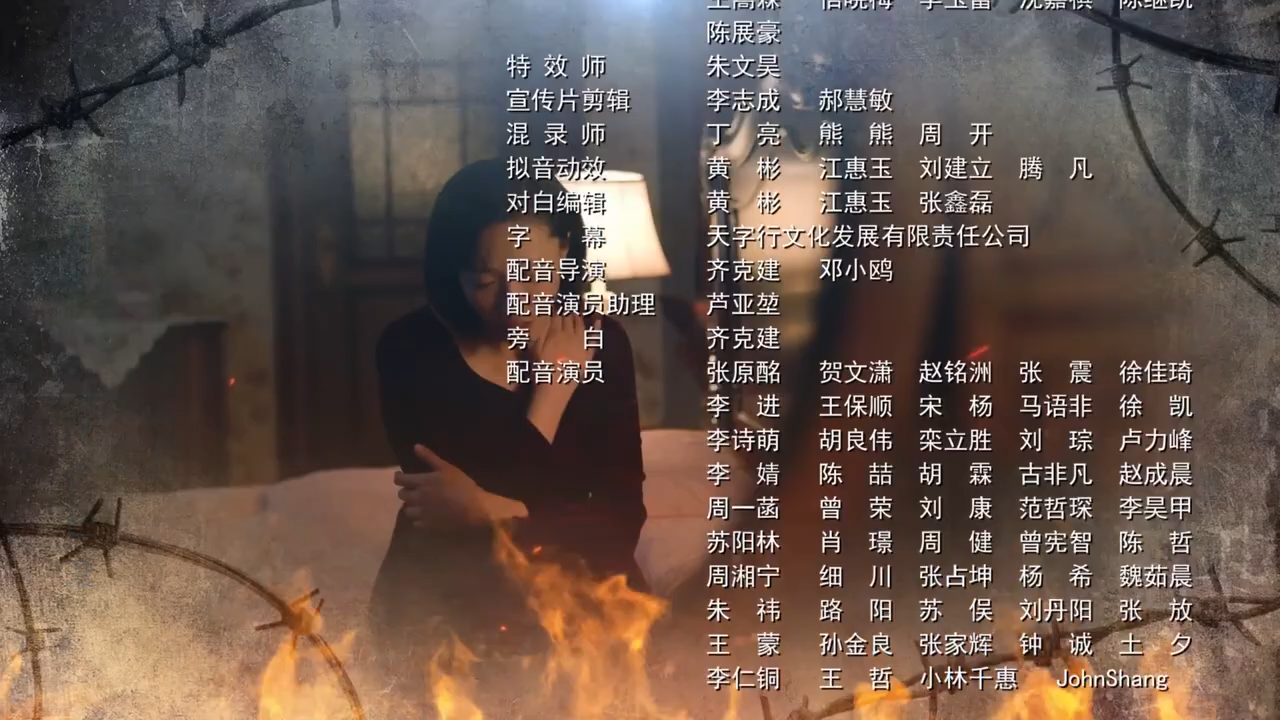 陈展豪
特效师 朱文昊
宣传片剪辑 李志成 郝慧敏
混录师 丁亮 熊熊 周开
拟音动效 黄彬 江惠玉 刘建立 腾凡
对白编辑 黄彬 江惠玉 张鑫磊
字幕 天字行文化发展有限责任公司
配音导演 齐克建 邓小鸥
配音演员助理 芦亚堃
旁白 齐克建
配音演员 张原酩 贺文潇 赵铭洲 张震 徐佳琦
李进 王保顺 宋杨 马语非 徐凯
李诗萌 胡良伟 栾立胜 刘琮 卢力峰
李婧 陈喆 胡霖 古非凡 赵成晨
周一菡 曾荣 刘康 范哲琛 李昊甲
苏阳林 肖璟 周健 曾宪智 陈哲
周湘宁 细川 张占坤 杨希 魏茹晨
朱祎 路阳 苏俣 刘丹阳 张放
王蒙 孙金良 张家辉 钟诚 土夕
李仁铜 王哲 小林千惠 JohnShang